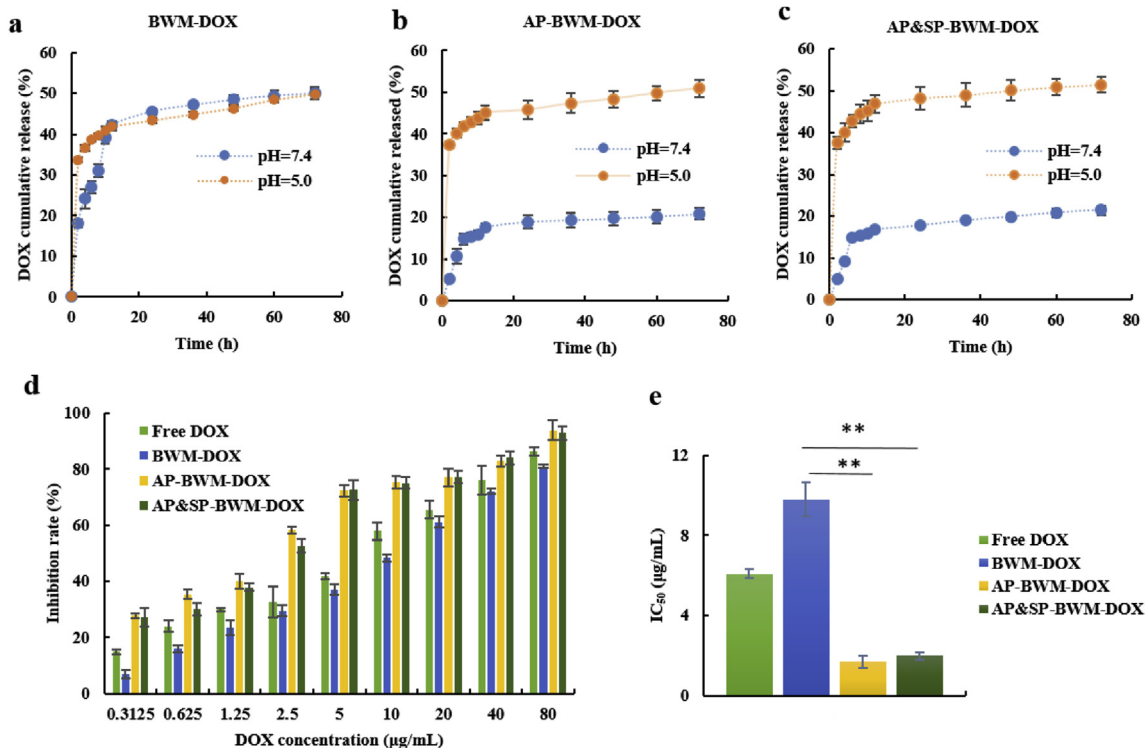 a
BWM-DOX
DOX cumulative release (%)
60
50
40
30
20
10
0
pH=7.4
pH=5.0
0
20
40
60
80
Time (h)
b
AP-BWM-DOX
DOX cumulative released (%)
60
50
40
30
20
10
0
pH=7.4
pH=5.0
0
20
40
60
80
Time (h)
c
AP&SP-BWM-DOX
DOX cumulative released (%)
60
50
40
30
20
10
0
pH=7.4
pH=5.0
0
20
40
60
80
Time (h)
d
Inhibition rate (%)
100
80
60
40
20
0
Free DOX
BWM-DOX
AP-BWM-DOX
AP&SP-BWM-DOX
0.3125
0.625
1.25
2.5
5
10
20
40
80
DOX concentration (μg/mL)
e
IC₅₀ (μg/mL)
12
9
6
3
0
**
**
Free DOX
BWM-DOX
AP-BWM-DOX
AP&SP-BWM-DOX